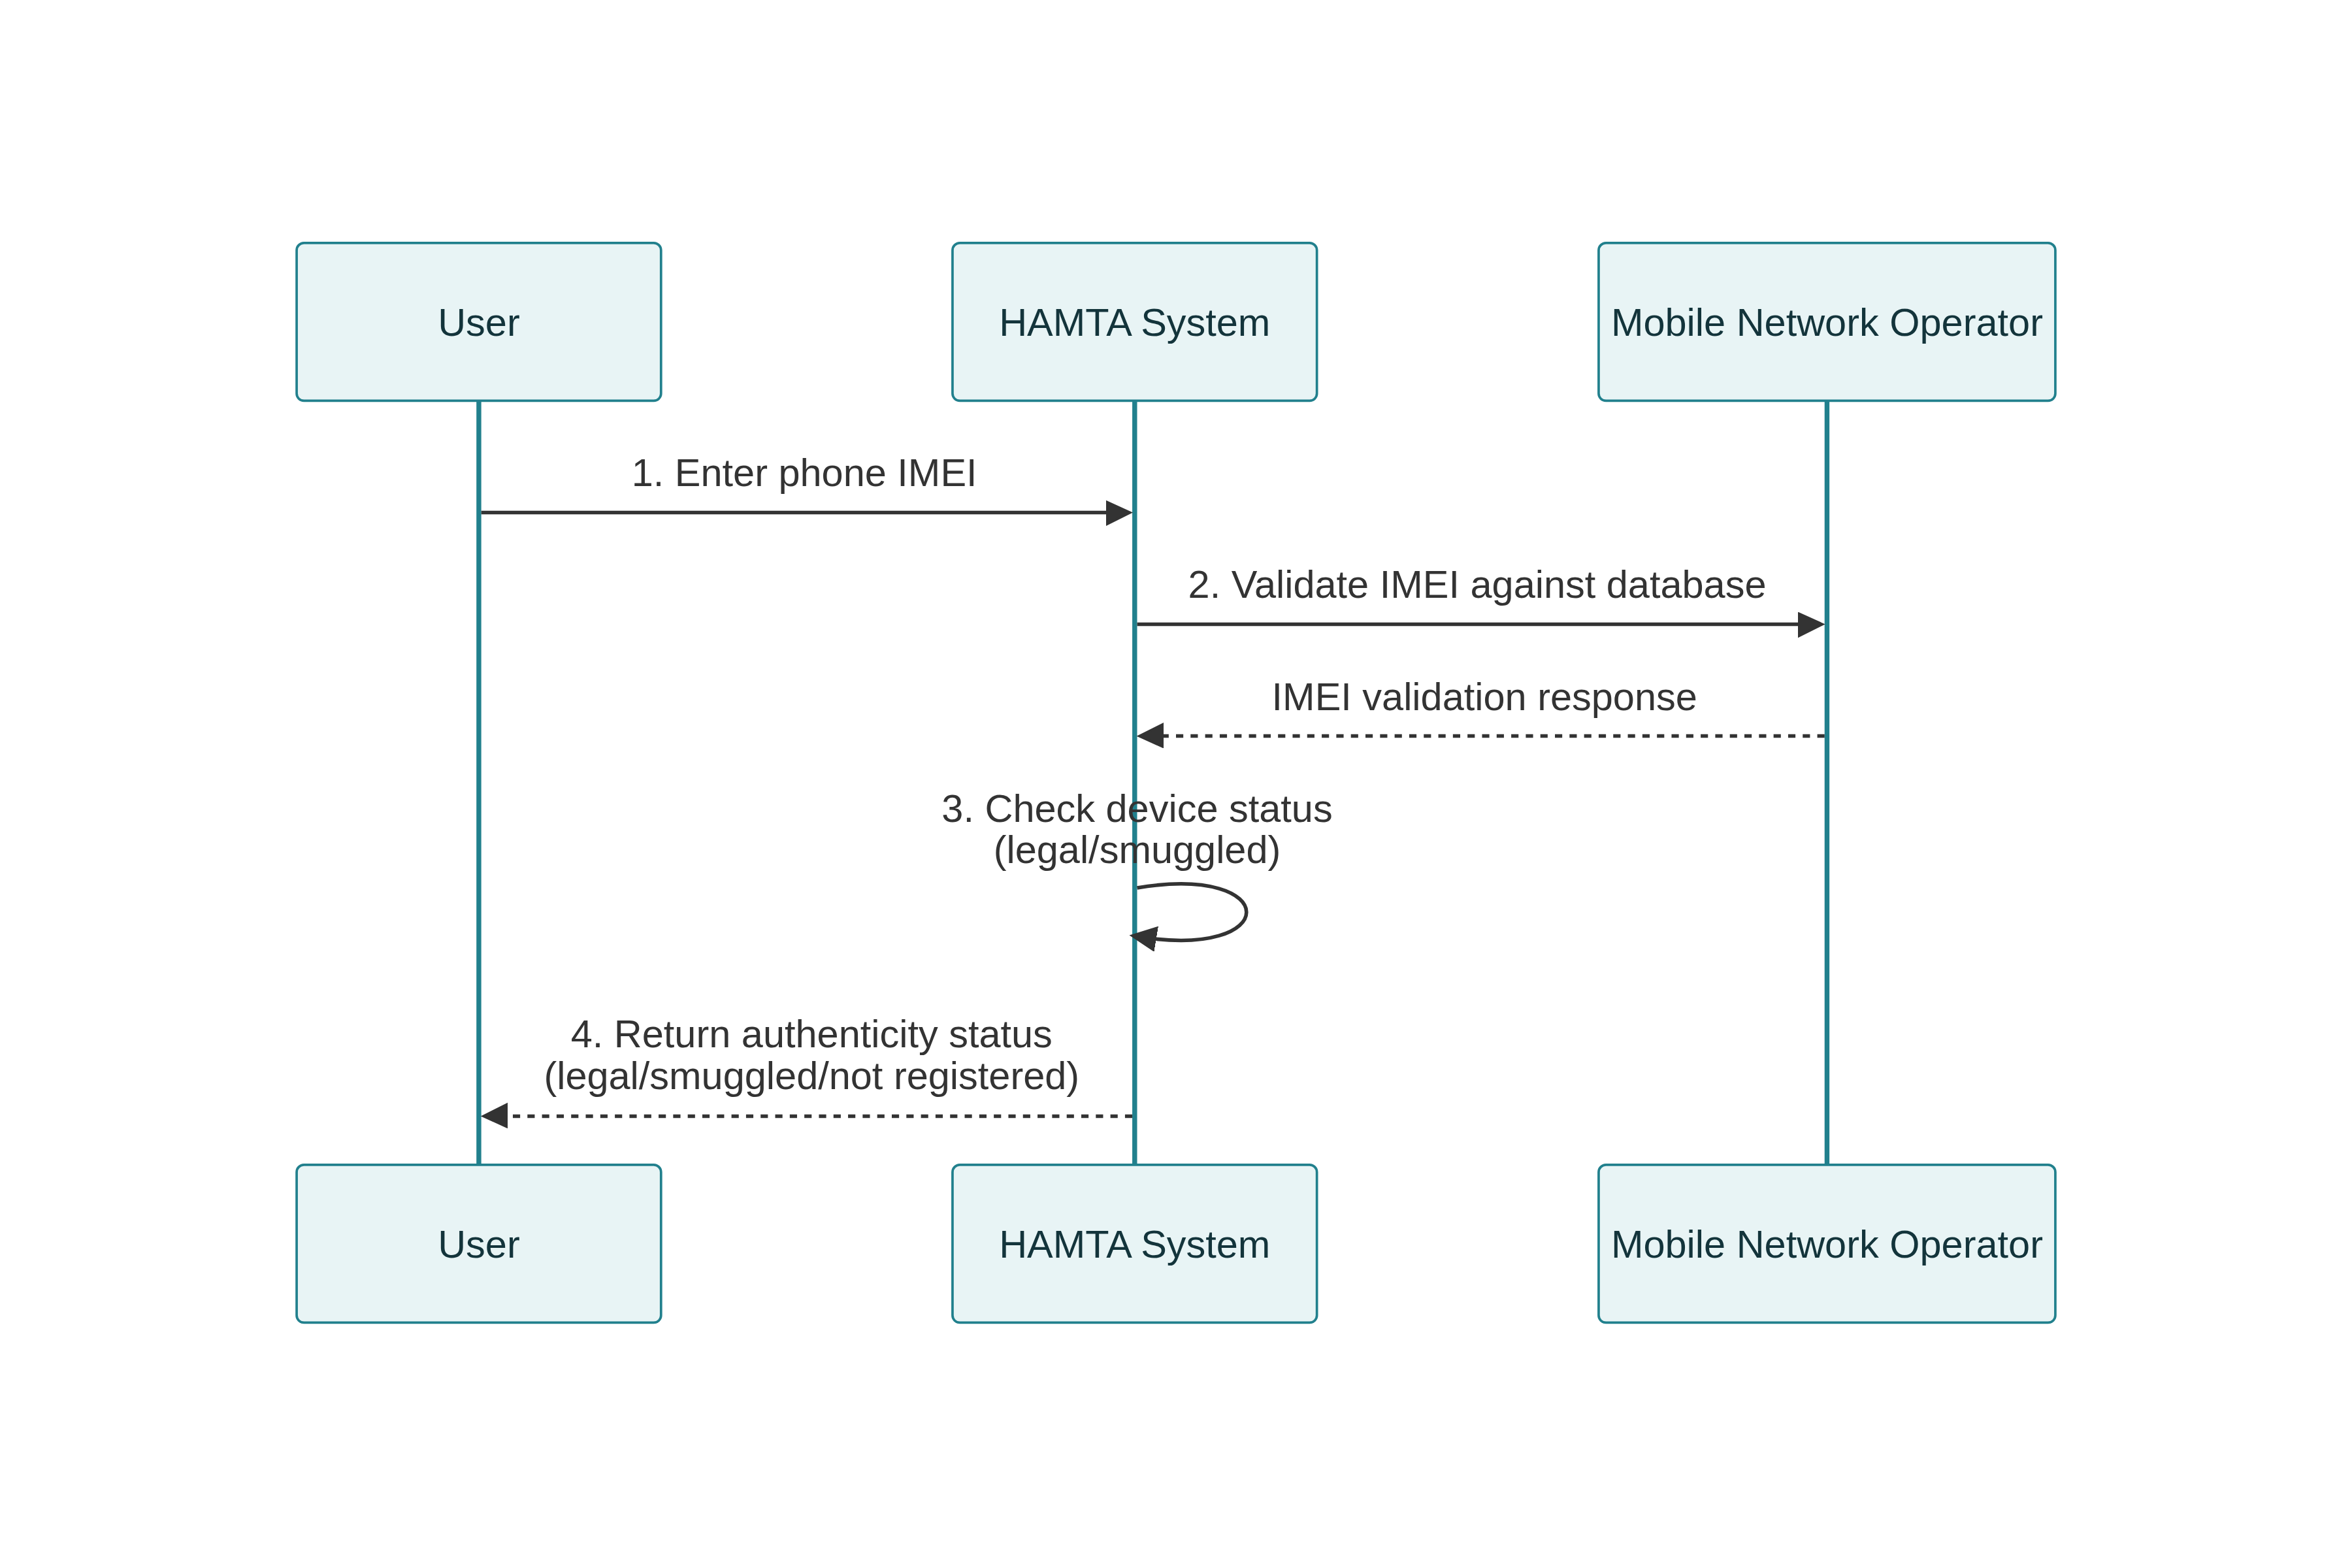 User
HAMTA System
Mobile Network Operator
1. Enter phone IMEI
2. Validate IMEI against database
IMEI validation response
3. Check device status
(legal/smuggled)
4. Return authenticity status
(legal/smuggled/not registered)
User
HAMTA System
Mobile Network Operator